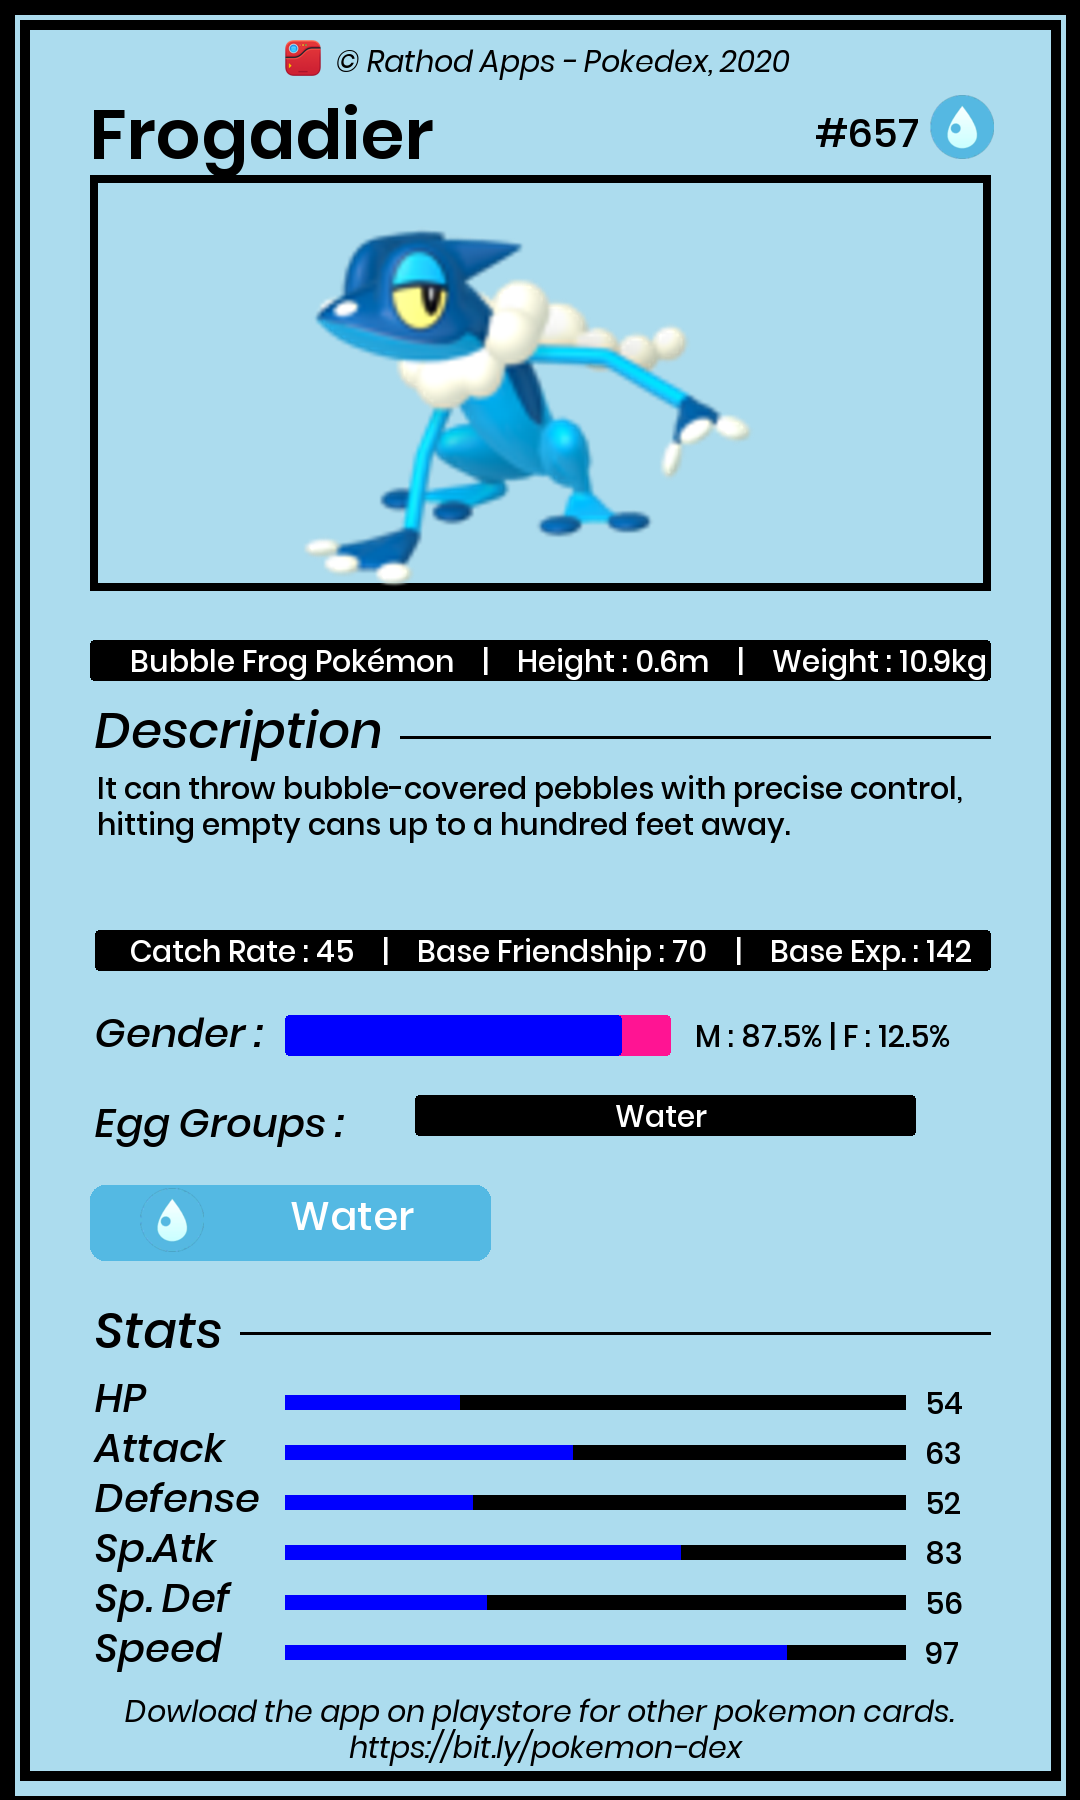 © Rathod Apps - Pokedex, 2020
Frogadier #657
Bubble Frog Pokémon | Height : 0.6m | Weight : 10.9kg
Description
It can throw bubble-covered pebbles with precise control,
hitting empty cans up to a hundred feet away.
Catch Rate : 45 | Base Friendship : 70 | Base Exp. : 142
Gender : M : 87.5% | F : 12.5%
Egg Groups : Water
Water
Stats
HP 54
Attack 63
Defense 52
Sp.Atk 83
Sp. Def 56
Speed 97
Dowload the app on playstore for other pokemon cards.
https://bit.ly/pokemon-dex